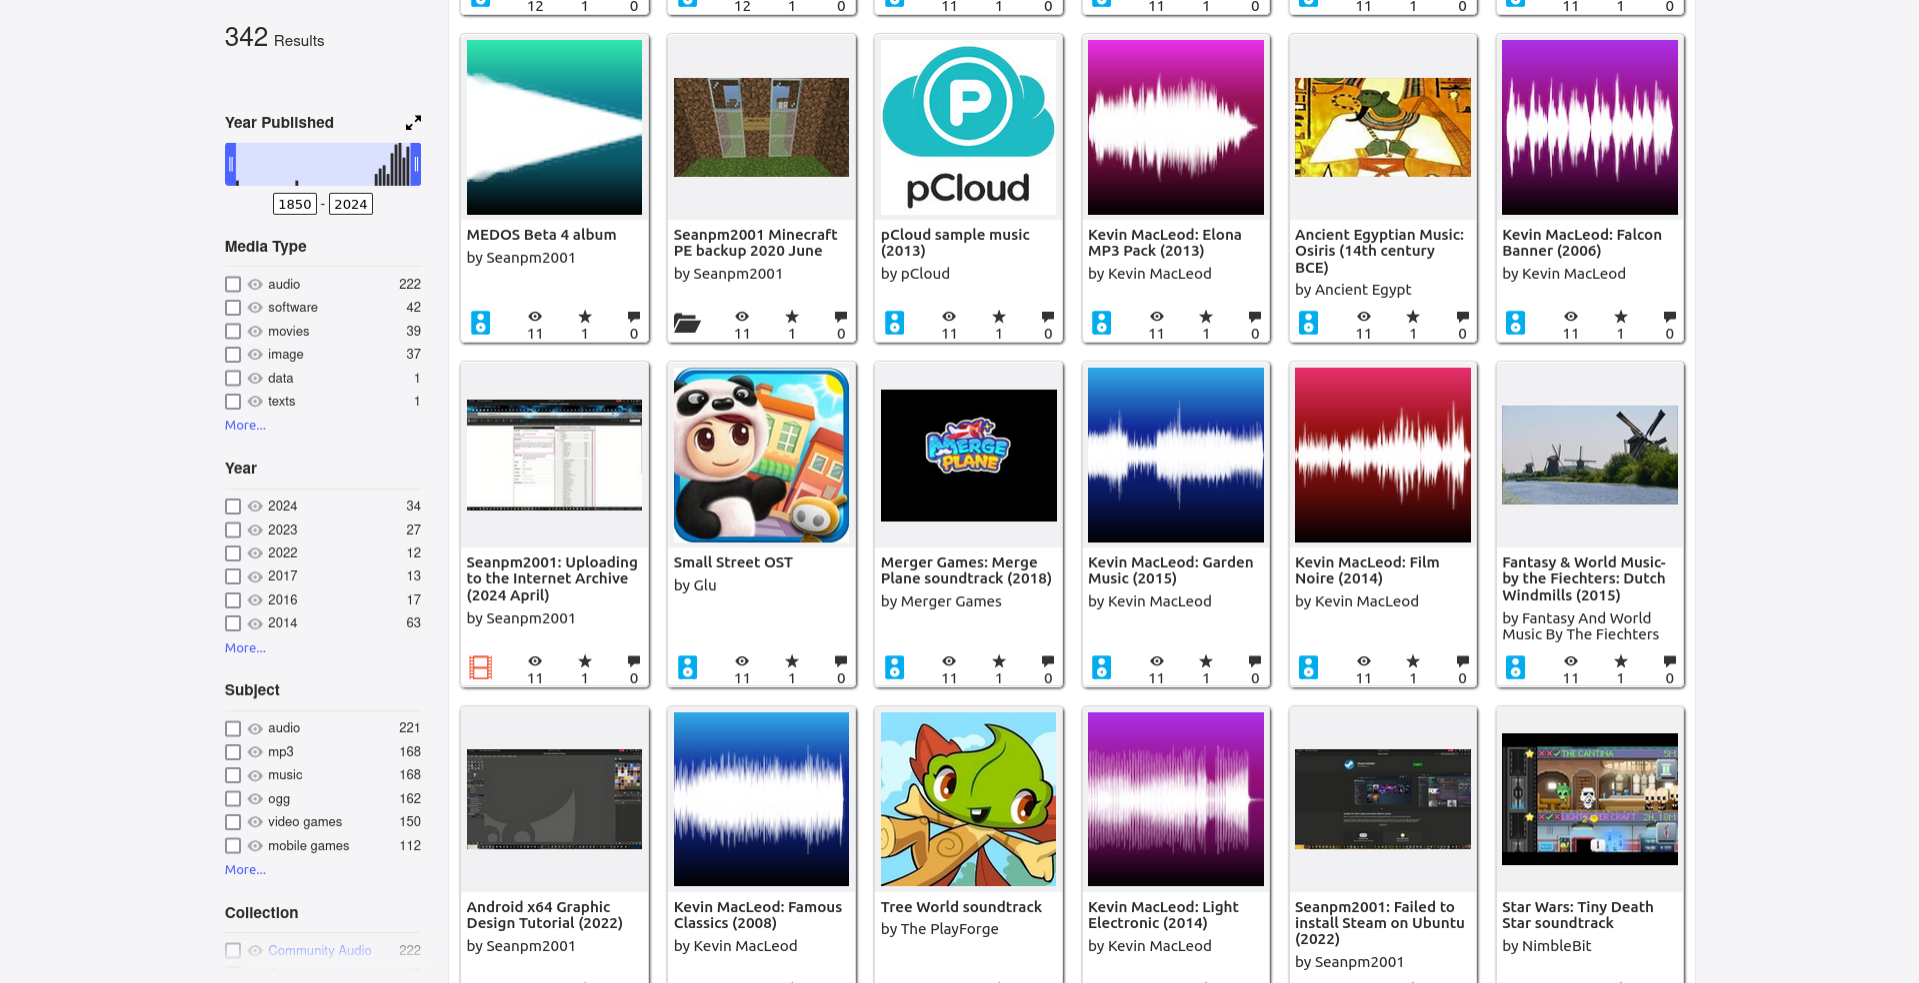 12 1 0
12 1 0
11 1 0
11 1 0
11 1 0
11 1 0
342 Results
Year Published
1850 - 2024
Media Type
audio 222
software 42
movies 39
image 37
data 1
texts 1
More...
Year
2024 34
2023 27
2022 12
2017 13
2016 17
2014 63
More...
Subject
audio 221
mp3 168
music 168
ogg 162
video games 150
mobile games 112
More...
Collection
Community Audio 222
MEDOS Beta 4 album
by Seanpm2001
11 1 0
Seanpm2001 Minecraft
PE backup 2020 June
by Seanpm2001
11 1 0
P
pCloud
pCloud sample music
(2013)
by pCloud
11 1 0
Kevin MacLeod: Elona
MP3 Pack (2013)
by Kevin MacLeod
11 1 0
Ancient Egyptian Music:
Osiris (14th century
BCE)
by Ancient Egypt
11 1 0
Kevin MacLeod: Falcon
Banner (2006)
by Kevin MacLeod
11 1 0
Seanpm2001: Uploading
to the Internet Archive
(2024 April)
by Seanpm2001
11 1 0
Small Street OST
by Glu
11 1 0
MERGE
PLANE
Merger Games: Merge
Plane soundtrack (2018)
by Merger Games
11 1 0
Kevin MacLeod: Garden
Music (2015)
by Kevin MacLeod
11 1 0
Kevin MacLeod: Film
Noire (2014)
by Kevin MacLeod
11 1 0
Fantasy & World Music-
by the Fiechters: Dutch
Windmills (2015)
by Fantasy And World
Music By The Fiechters
11 1 0
Android x64 Graphic
Design Tutorial (2022)
by Seanpm2001
Kevin MacLeod: Famous
Classics (2008)
by Kevin MacLeod
Tree World soundtrack
by The PlayForge
Kevin MacLeod: Light
Electronic (2014)
by Kevin MacLeod
Seanpm2001: Failed to
install Steam on Ubuntu
(2022)
by Seanpm2001
THE CANTINA 5M
2H, 18M
Star Wars: Tiny Death
Star soundtrack
by NimbleBit